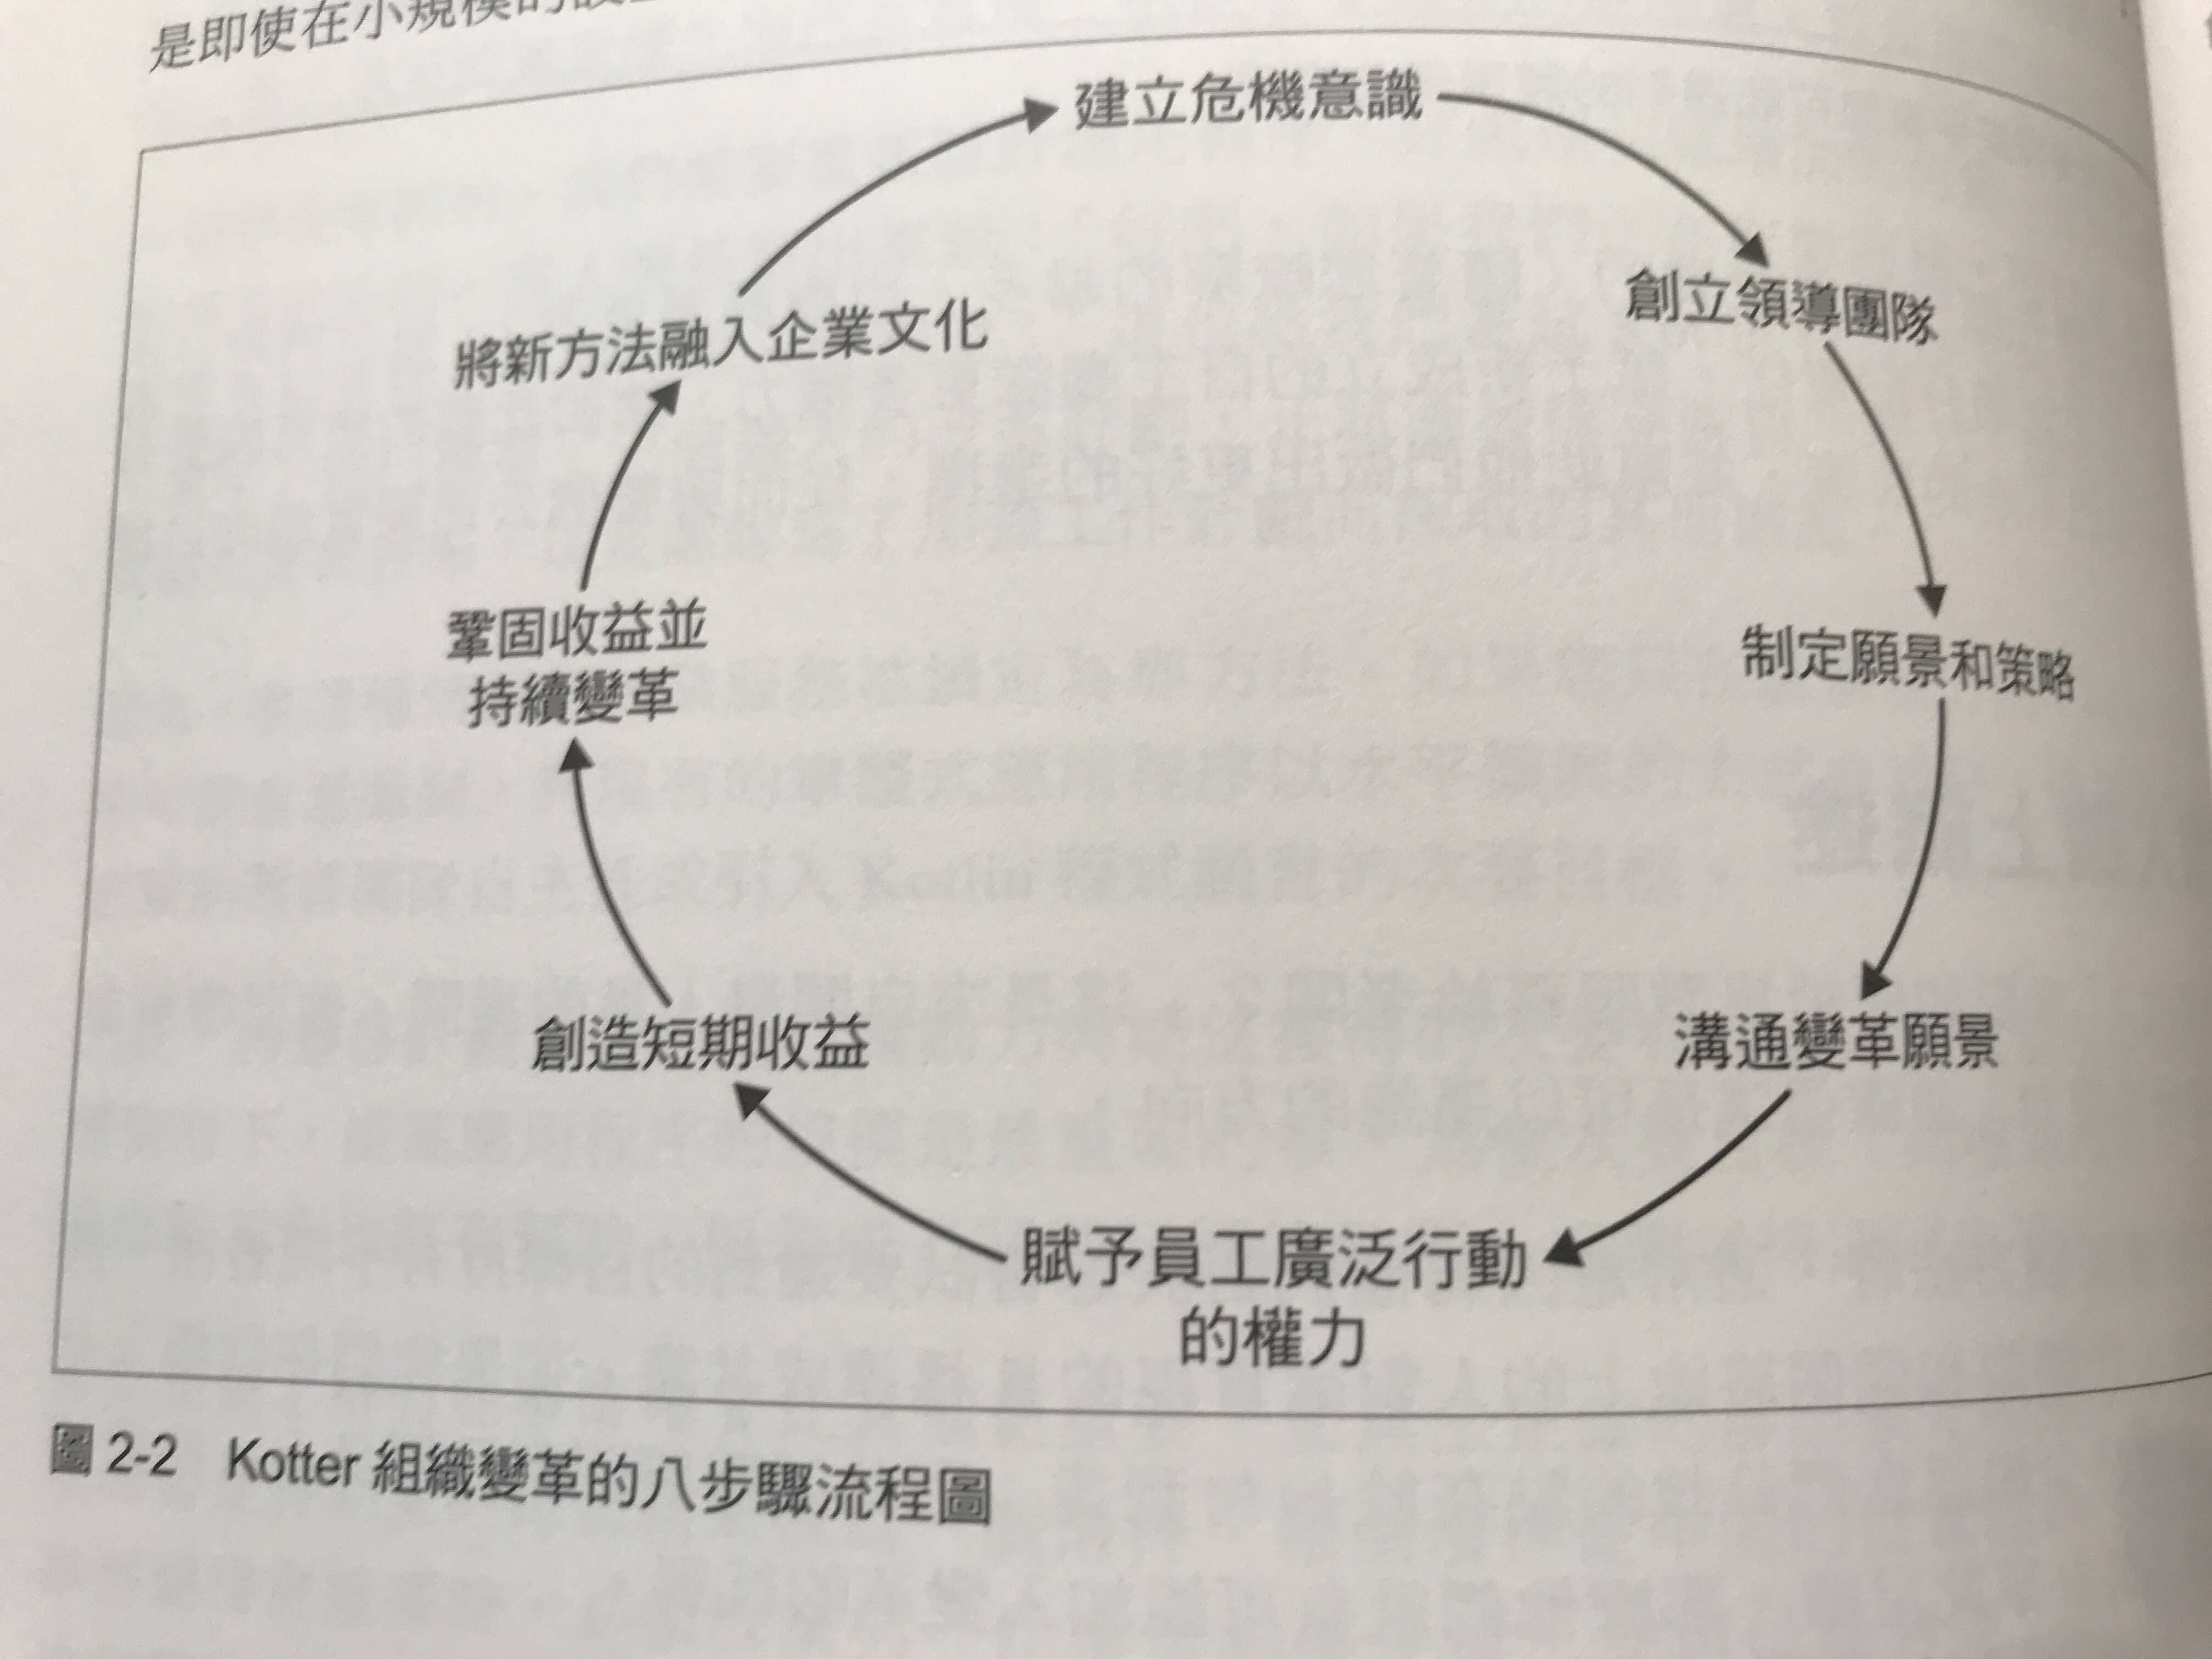 是即使在小規模的
建立危機意識
創立領導團隊
制定願景和策略
溝通變革願景
賦予員工廣泛行動
的權力
創造短期收益
鞏固收益並
持續變革
將新方法融入企業文化
圖 2-2 Kotter 組織變革的八步驟流程圖